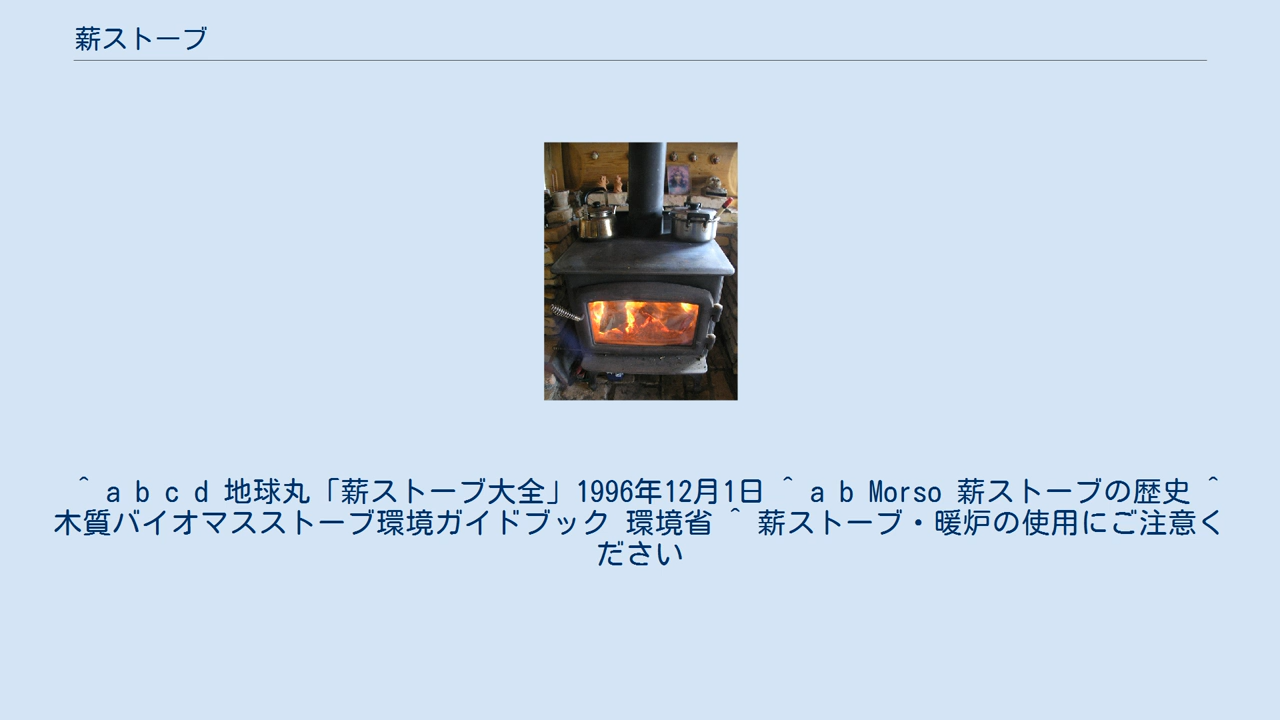 薪ストーブ
^ a b c d 地球丸「薪ストーブ大全」1996年12月1日 ^ a b Morso 薪ストーブの歴史 ^
木質バイオマスストーブ環境ガイドブック 環境省 ^ 薪ストーブ・暖炉の使用にご注意く
ださい